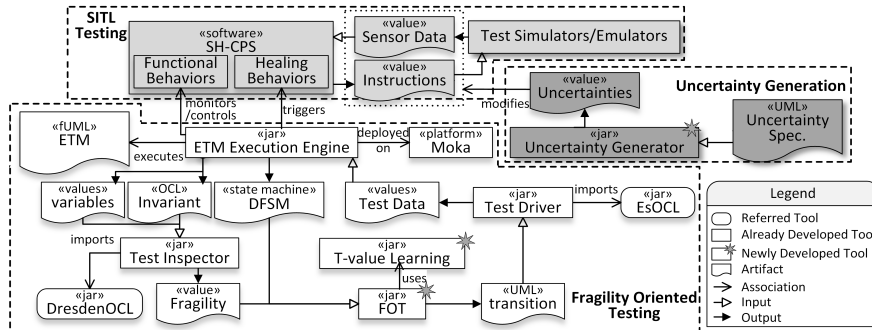 SITL
Testing
«software»
SH-CPS
Functional
Behaviors
Healing
Behaviors
«value»
Sensor Data
«value»
Instructions
Test Simulators/Emulators
Uncertainty Generation
«value»
Uncertainties
modifies
«jar»
Uncertainty Generator
«UML»
Uncertainty
Spec.
monitors
/controls
triggers
«fUML»
ETM
executes
«jar»
ETM Execution Engine
deployed
on
«platform»
Moka
«values»
variables
«OCL»
Invariant
«state machine»
DFSM
«values»
Test Data
«jar»
Test Driver
imports
«jar»
EsOCL
imports
«jar»
Test Inspector
«jar»
DresdenOCL
«value»
Fragility
«jar»
T-value Learning
uses
«jar»
FOT
«UML»
transition
Fragility Oriented
Testing
Legend
Referred Tool
Already Developed Tool
Newly Developed Tool
Artifact
Association
Input
Output